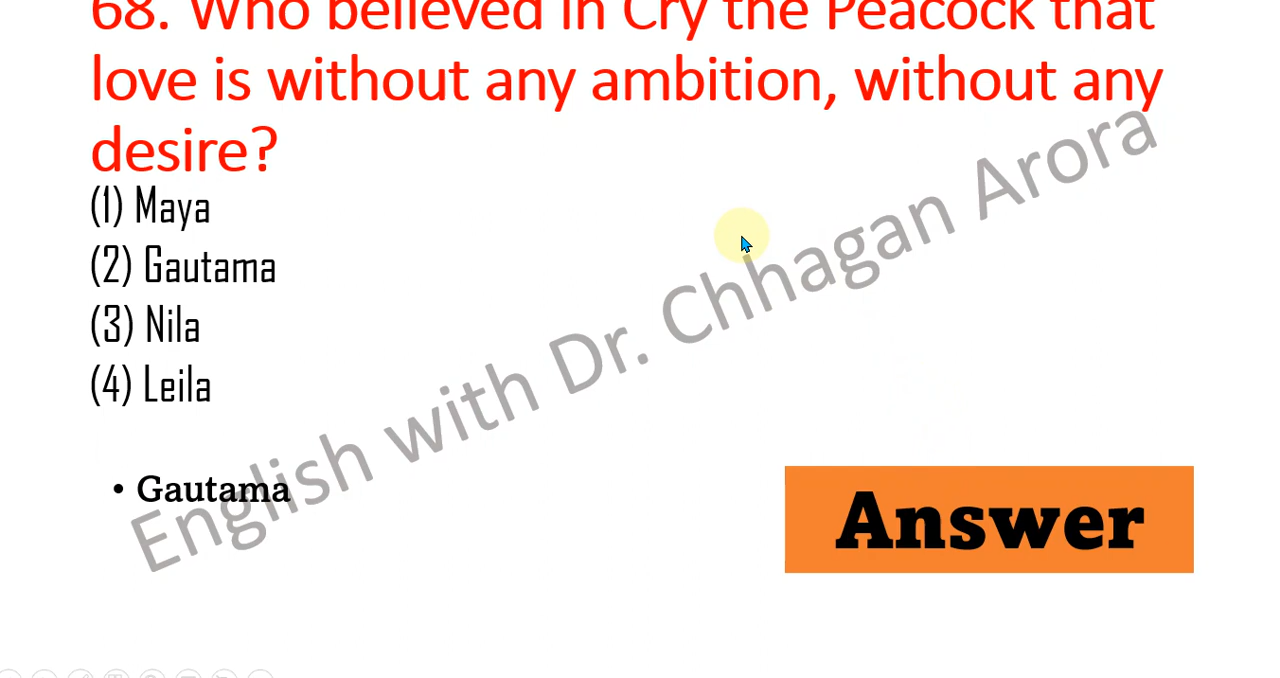 68. Who believed in Cry the Peacock that
love is without any ambition, without any
desire?
(1) Maya
(2) Gautama
(3) Nila
(4) Leila
• Gautama
Answer
English with Dr. Chhagan Arora